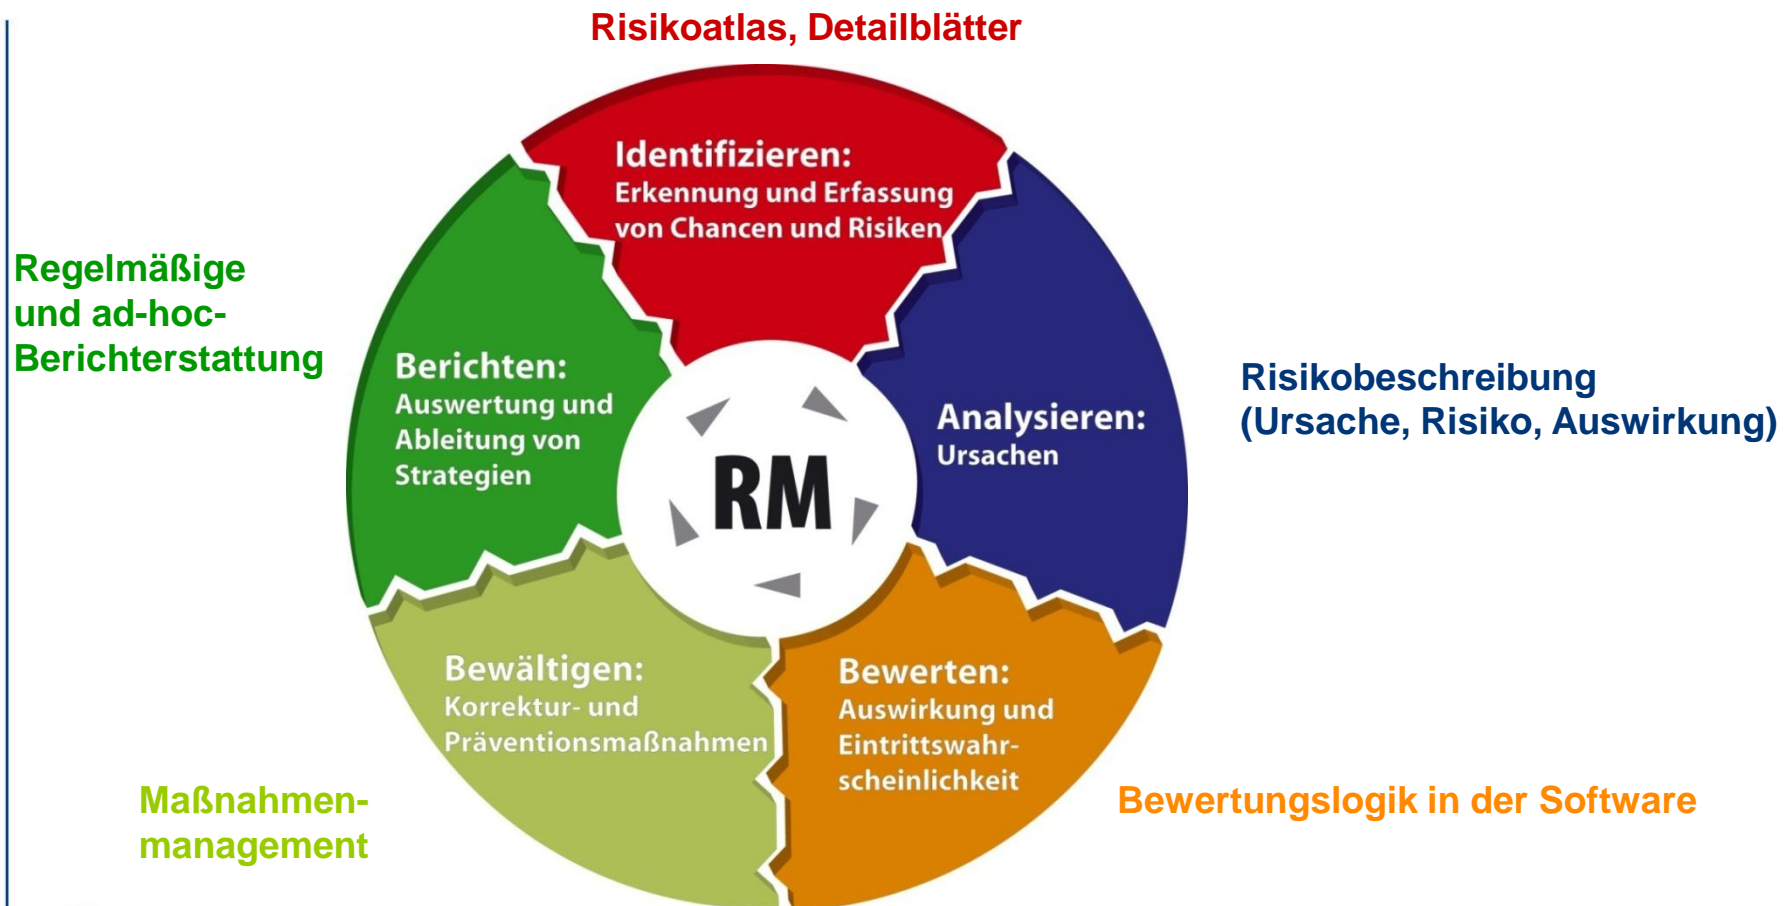 Risikoatlas, Detailblätter
Identifizieren:
Erkennung und Erfassung
von Chancen und Risiken
Regelmäßige
und ad-hoc-
Berichterstattung
Berichten:
Auswertung und
Ableitung von
Strategien
Analysieren:
Ursachen
Risikobeschreibung
(Ursache, Risiko, Auswirkung)
RM
Bewältigen:
Korrektur- und
Präventionsmaßnahmen
Bewerten:
Auswirkung und
Eintrittswahr-
scheinlichkeit
Maßnahmen-
management
Bewertungslogik in der Software